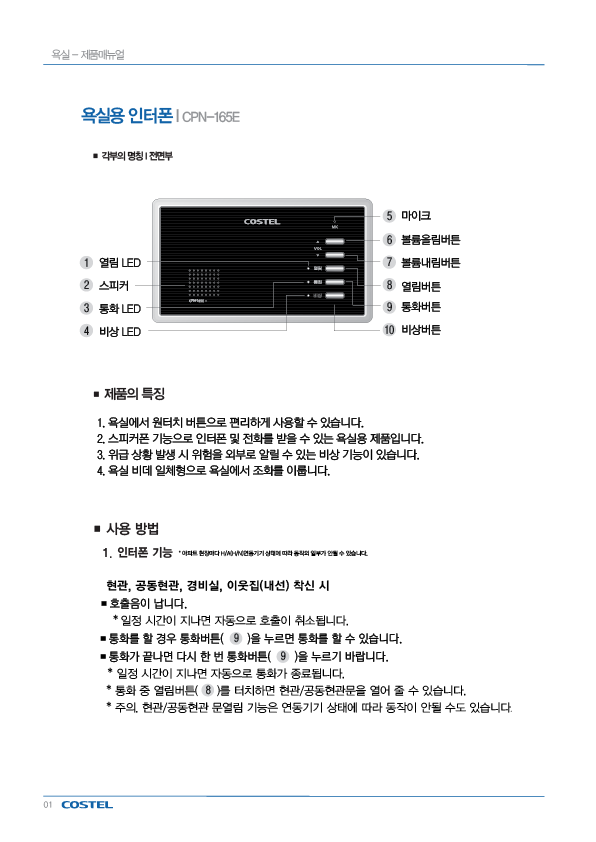 욕실 - 제품매뉴얼
욕실용 인터폰 | CPN-165E
■ 각부의 명칭 | 전면부
COSTEL
MIC
VOL
열림
통화
비상
① 열림 LED
② 스피커
③ 통화 LED
④ 비상 LED
⑤ 마이크
⑥ 볼륨올림버튼
⑦ 볼륨내림버튼
⑧ 열림버튼
⑨ 통화버튼
⑩ 비상버튼
■ 제품의 특징
1. 욕실에서 원터치 버튼으로 편리하게 사용할 수 있습니다.
2. 스피커폰 기능으로 인터폰 및 전화를 받을 수 있는 욕실용 제품입니다.
3. 위급 상황 발생 시 위험을 외부로 알릴 수 있는 비상 기능이 있습니다.
4. 욕실 비데 일체형으로 욕실에서 조화를 이룹니다.
■ 사용 방법
1. 인터폰 기능 * 아파트 현장마다 H/A(H/N)연동기기 상태에 따라 동작의 일부가 안될 수 있습니다.
현관, 공동현관, 경비실, 이웃집(내선) 착신 시
■ 호출음이 납니다.
* 일정 시간이 지나면 자동으로 호출이 취소됩니다.
■ 통화를 할 경우 통화버튼( ⑨ )을 누르면 통화를 할 수 있습니다.
■ 통화가 끝나면 다시 한 번 통화버튼( ⑨ )을 누르기 바랍니다.
* 일정 시간이 지나면 자동으로 통화가 종료됩니다.
* 통화 중 열림버튼( ⑧ )를 터치하면 현관/공동현관문을 열어 줄 수 있습니다.
* 주의. 현관/공동현관 문열림 기능은 연동기기 상태에 따라 동작이 안될 수도 있습니다.
01 COSTEL